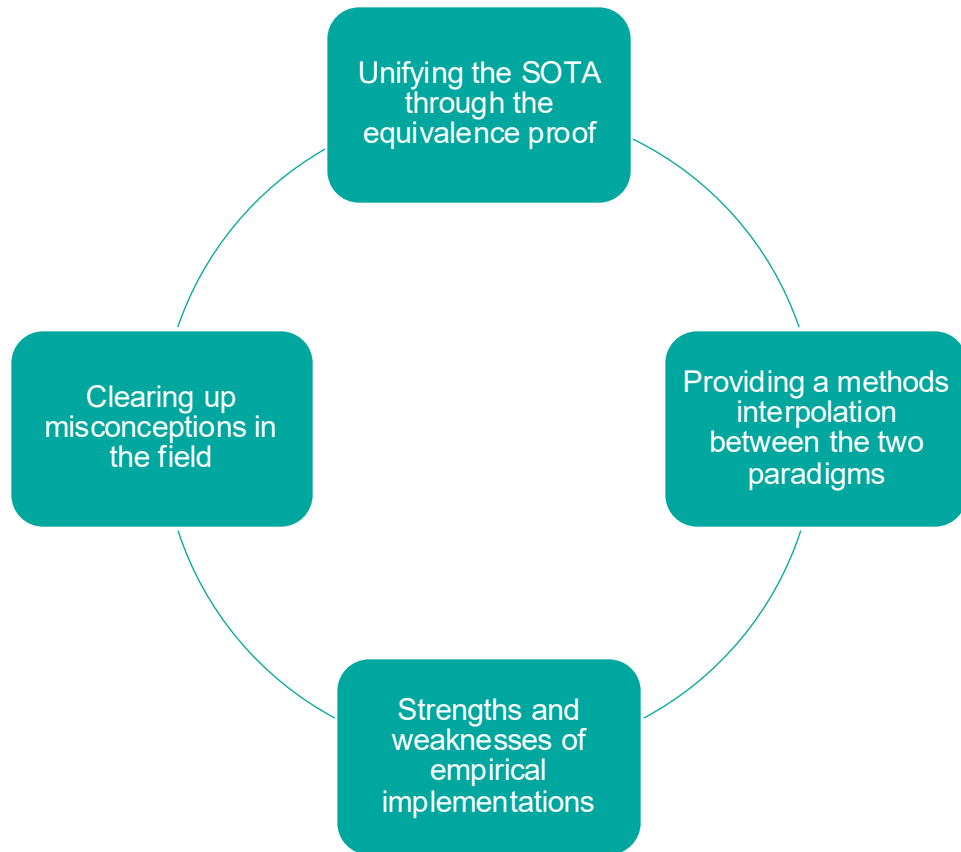 Unifying the SOTA
through the
equivalence proof
Providing a methods
interpolation
between the two
paradigms
Strengths and
weaknesses of
empirical
implementations
Clearing up
misconceptions in
the field